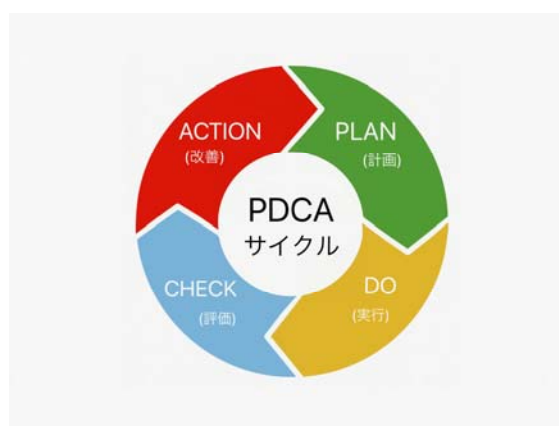 PDCA
サイクル
PLAN
(計画)
DO
(実行)
CHECK
(評価)
ACTION
(改善)